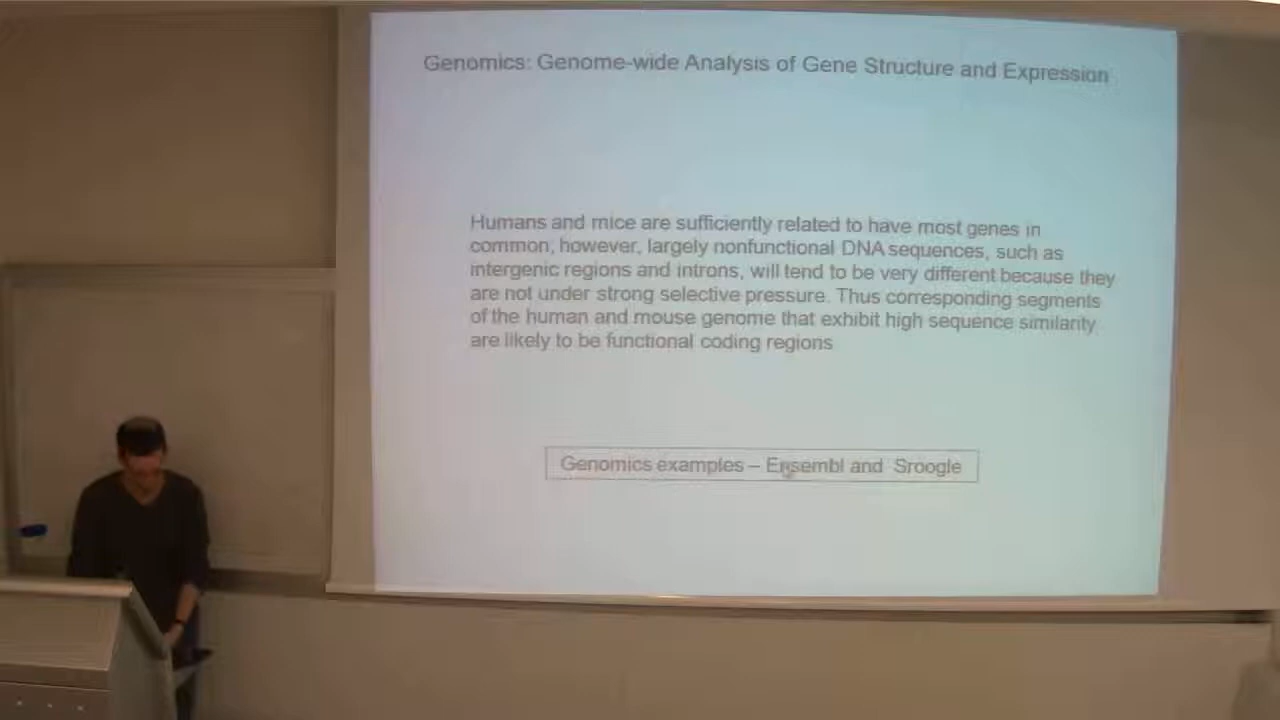 Genomics: Genome-wide Analysis of Gene Structure and Expression
Humans and mice are sufficiently related to have most genes in
common; however, largely nonfunctional DNA sequences, such as
intergenic regions and introns, will tend to be very different because they
are not under strong selective pressure. Thus corresponding segments
of the human and mouse genome that exhibit high sequence similarity
are likely to be functional coding regions
Genomics examples – Ensembl and Sroogle